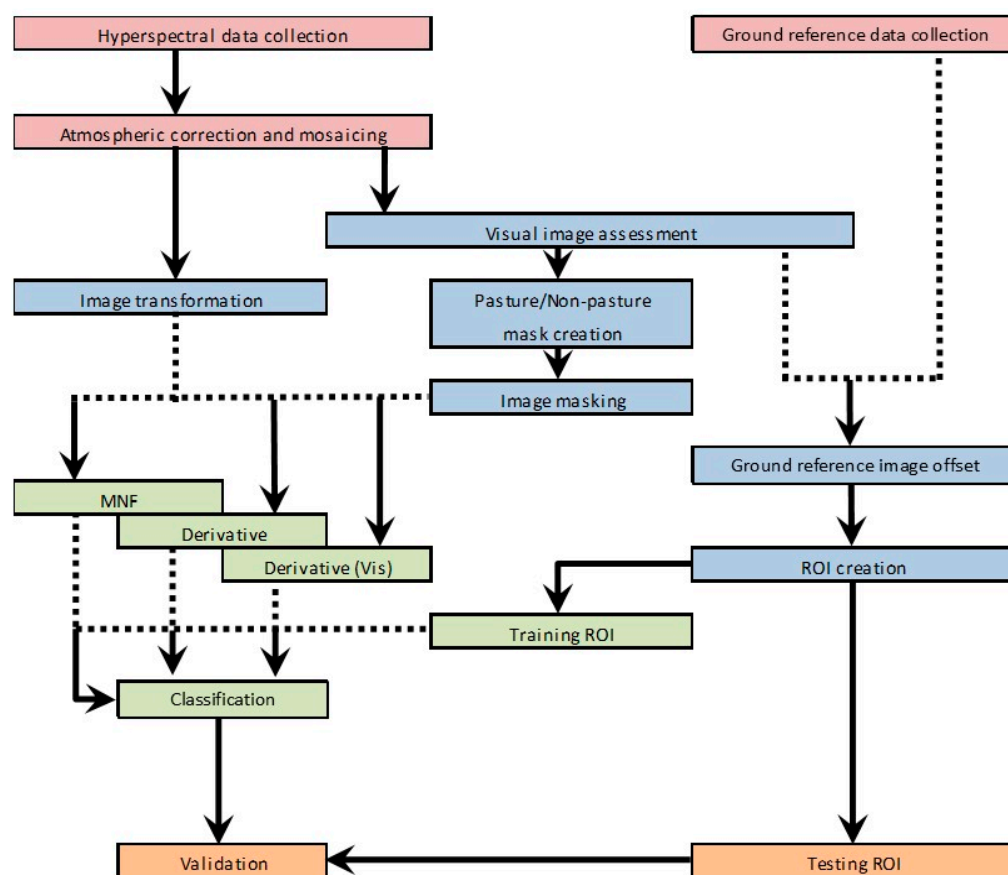 Hyperspectral data collection
Ground reference data collection
Atmospheric correction and mosaicing
Visual image assessment
Image transformation
Pasture/Non-pasture
mask creation
Image masking
Ground reference image offset
MNF
Derivative
Derivative (Vis)
ROI creation
Training ROI
Classification
Validation
Testing ROI